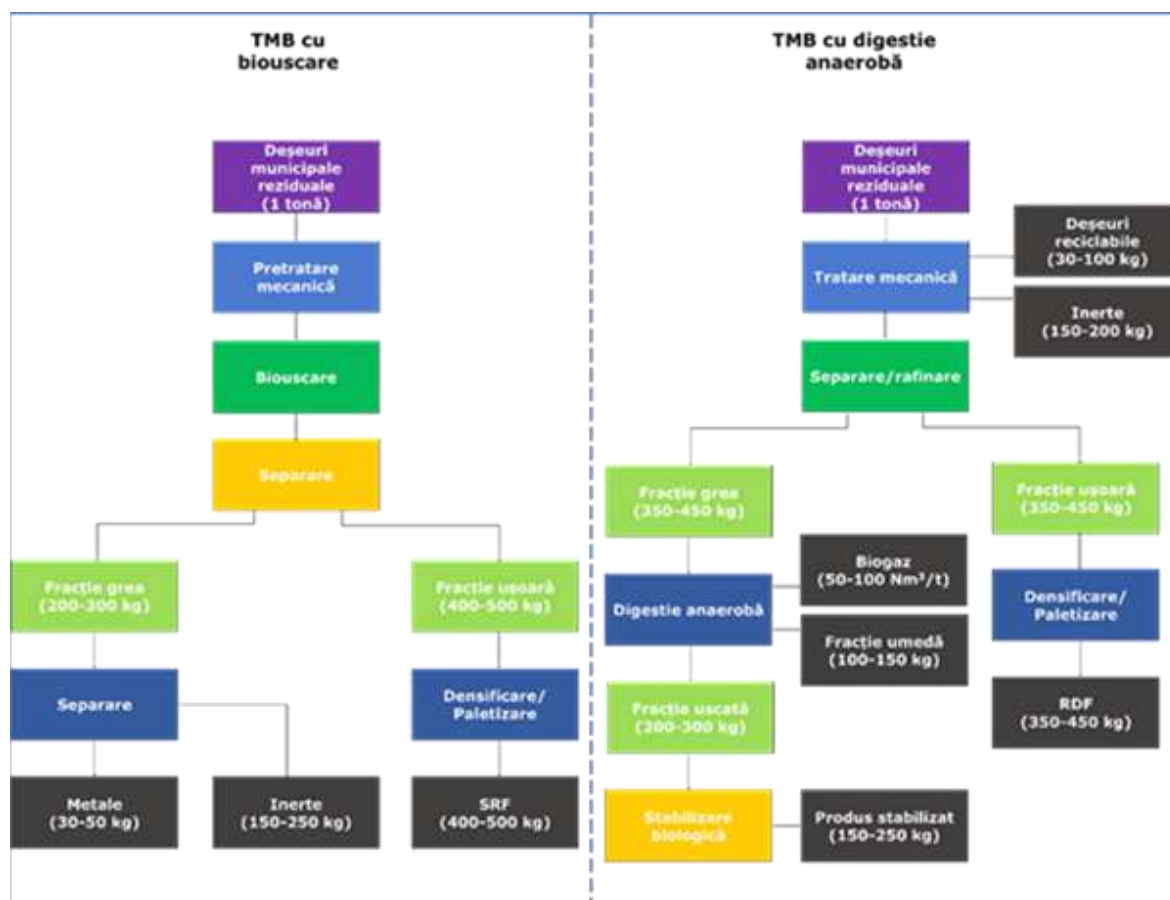 TMB cu
biouscare
Deșeuri
municipale
reziduale
(1 tonă)
Pretratare
mecanică
Biouscare
Separare
Fracție grea
(200-300 kg)
Fracție ușoară
(400-500 kg)
Separare
Densificare/
Paletizare
Metale
(30-50 kg)
Inerte
(150-250 kg)
SRF
(400-500 kg)
TMB cu digestie
anaerobă
Deșeuri
municipale
reziduale
(1 tonă)
Deșeuri
reciclabile
(30-100 kg)
Tratare mecanică
Inerte
(150-200 kg)
Separare/rafinare
Fracție grea
(350-450 kg)
Fracție ușoară
(350-450 kg)
Biogaz
(50-100 Nm³/t)
Digestie anaerobă
Densificare/
Paletizare
Fracție umedă
(100-150 kg)
Fracție uscată
(200-300 kg)
RDF
(350-450 kg)
Stabilizare
biologică
Produs stabilizat
(150-250 kg)